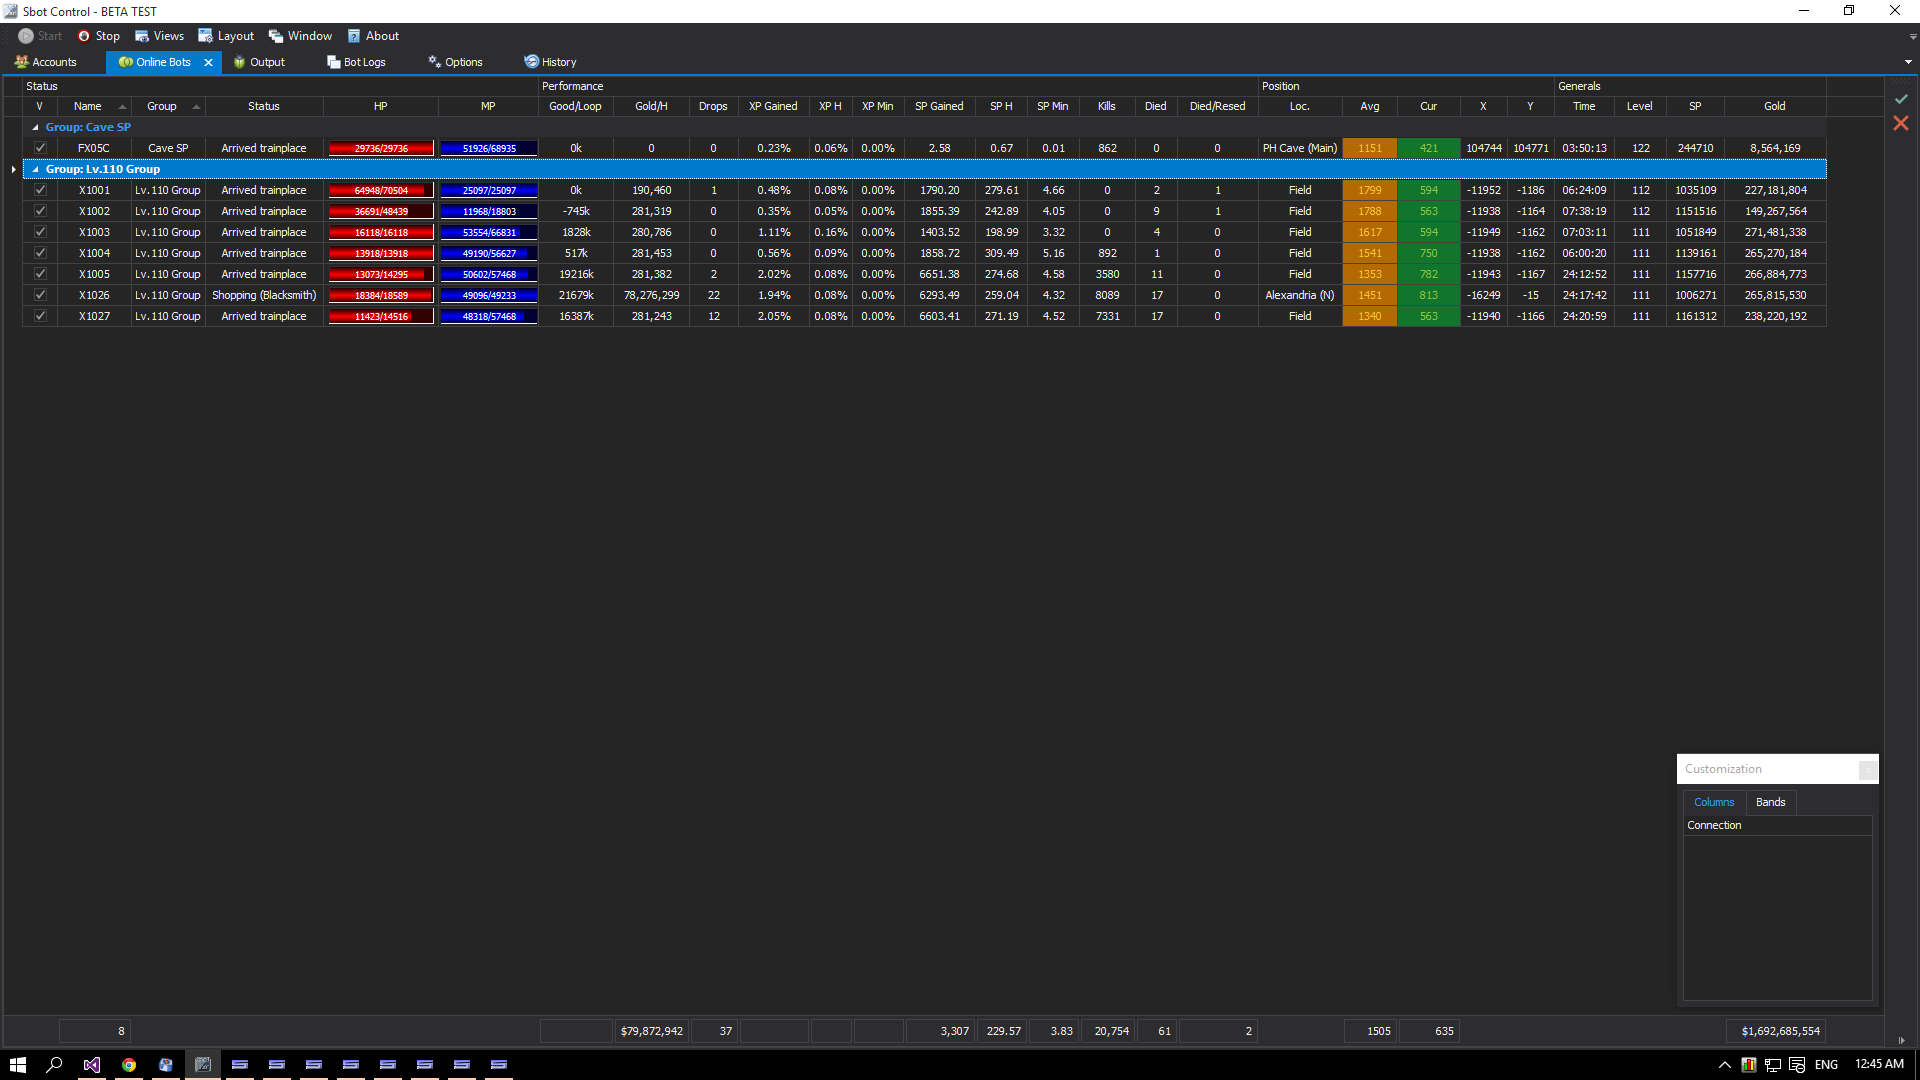 Sbot Control - BETA TEST
Start Stop Views Layout Window About
Accounts Online Bots Output Bot Logs Options History
Status Performance Position Generals
V Name Group Status HP MP Good/Loop Gold/H Drops XP Gained XP H XP Min SP Gained SP H SP Min Kills Died Died/Resed Loc. Avg Cur X Y Time Level SP Gold
Group: Cave SP
FX05C Cave SP Arrived trainplace 29736/29736 51926/68935 0k 0 0 0.23% 0.06% 0.00% 2.58 0.67 0.01 862 0 0 PH Cave (Main) 1151 421 104744 104771 03:50:13 122 244710 8,564,169
Group: Lv.110 Group
X1001 Lv.110 Group Arrived trainplace 64948/70504 25097/25097 0k 190,460 1 0.48% 0.08% 0.00% 1790.20 279.61 4.66 0 2 1 Field 1799 594 -11952 -1186 06:24:09 112 1035109 227,181,804
X1002 Lv.110 Group Arrived trainplace 36691/48439 11968/18803 -745k 281,319 0 0.35% 0.05% 0.00% 1855.39 242.89 4.05 0 9 1 Field 1788 563 -11938 -1164 07:38:19 112 1151516 149,267,564
X1003 Lv.110 Group Arrived trainplace 16118/16118 53554/66831 1828k 280,786 0 1.11% 0.16% 0.00% 1403.52 198.99 3.32 0 4 0 Field 1617 594 -11949 -1162 07:03:11 111 1051849 271,481,338
X1004 Lv.110 Group Arrived trainplace 13918/13918 49190/56627 517k 281,453 0 0.56% 0.09% 0.00% 1858.72 309.49 5.16 892 1 0 Field 1541 750 -11938 -1162 06:00:20 111 1139161 265,270,184
X1005 Lv.110 Group Arrived trainplace 13073/14295 50602/57468 19216k 281,382 2 2.02% 0.08% 0.00% 6651.38 274.68 4.58 3580 11 0 Field 1353 782 -11943 -1167 24:12:52 111 1157716 266,884,773
X1026 Lv.110 Group Shopping (Blacksmith) 18384/18589 49096/49233 21679k 78,276,299 22 1.94% 0.08% 0.00% 6293.49 259.04 4.32 8089 17 0 Alexandria (N) 1451 813 -16249 -15 24:17:42 111 1006271 265,815,530
X1027 Lv.110 Group Arrived trainplace 11423/14516 48318/57468 16387k 281,243 12 2.05% 0.08% 0.00% 6603.41 271.19 4.52 7331 17 0 Field 1340 563 -11940 -1166 24:20:59 111 1161312 238,220,192
Customization
Columns Bands
Connection
8 $79,872,942 37 3,307 229.57 3.83 20,754 61 2 1505 635 $1,692,685,554
ENG 12:45 AM